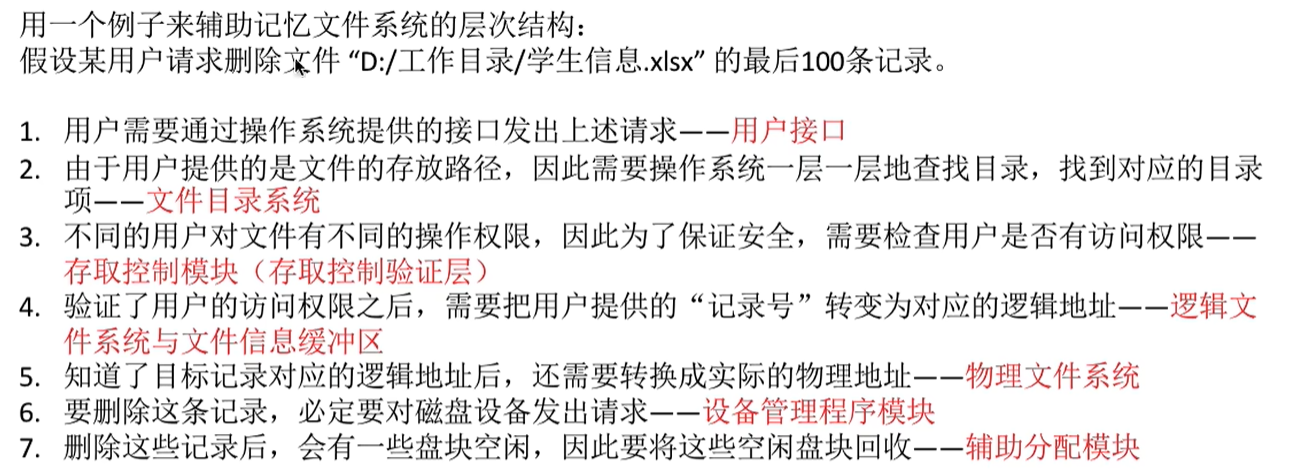 用一个例子来辅助记忆文件系统的层次结构：
假设某用户请求删除文件 “D:/工作目录/学生信息.xlsx” 的最后100条记录。
1. 用户需要通过操作系统提供的接口发出上述请求——用户接口
2. 由于用户提供的是文件的存放路径，因此需要操作系统一层一层地查找目录，找到对应的目录
项——文件目录系统
3. 不同的用户对文件有不同的操作权限，因此为了保证安全，需要检查用户是否有访问权限——
存取控制模块（存取控制验证层）
4. 验证了用户的访问权限之后，需要把用户提供的“记录号”转变为对应的逻辑地址——逻辑文
件系统与文件信息缓冲区
5. 知道了目标记录对应的逻辑地址后，还需要转换成实际的物理地址——物理文件系统
6. 要删除这条记录，必定要对磁盘设备发出请求——设备管理程序模块
7. 删除这些记录后，会有一些盘块空闲，因此要将这些空闲盘块回收——辅助分配模块